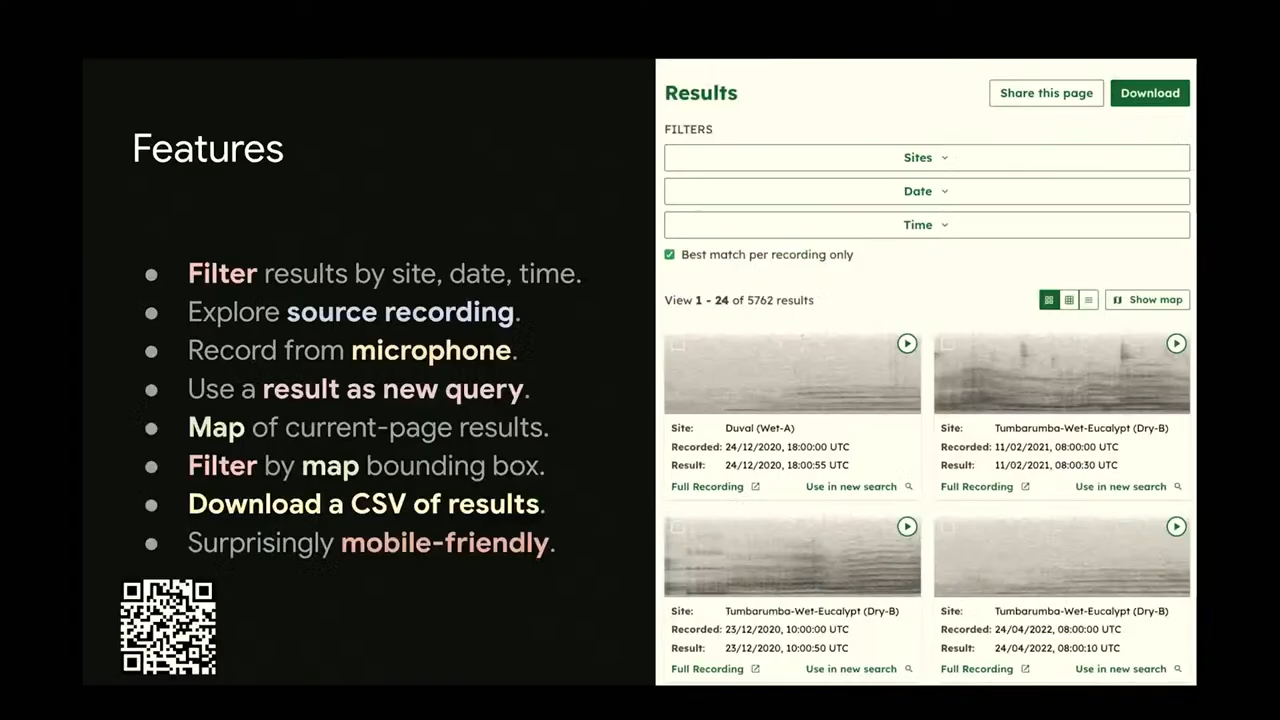 Features
● Filter results by site, date, time.
● Explore source recording.
● Record from microphone.
● Use a result as new query.
● Map of current-page results.
● Filter by map bounding box.
● Download a CSV of results.
● Surprisingly mobile-friendly.
Results
Share this page
Download
FILTERS
Sites
Date
Time
Best match per recording only
View 1 - 24 of 5762 results
Show map
Site: Duval (Wet-A)
Recorded: 24/12/2020, 18:00:00 UTC
Result: 24/12/2020, 18:00:55 UTC
Full Recording
Use in new search
Site: Tumbarumba-Wet-Eucalypt (Dry-B)
Recorded: 11/02/2021, 08:00:00 UTC
Result: 11/02/2021, 08:00:30 UTC
Full Recording
Use in new search
Site: Tumbarumba-Wet-Eucalypt (Dry-B)
Recorded: 23/12/2020, 10:00:00 UTC
Result: 23/12/2020, 10:00:50 UTC
Full Recording
Use in new search
Site: Tumbarumba-Wet-Eucalypt (Dry-B)
Recorded: 24/04/2022, 08:00:00 UTC
Result: 24/04/2022, 08:00:10 UTC
Full Recording
Use in new search